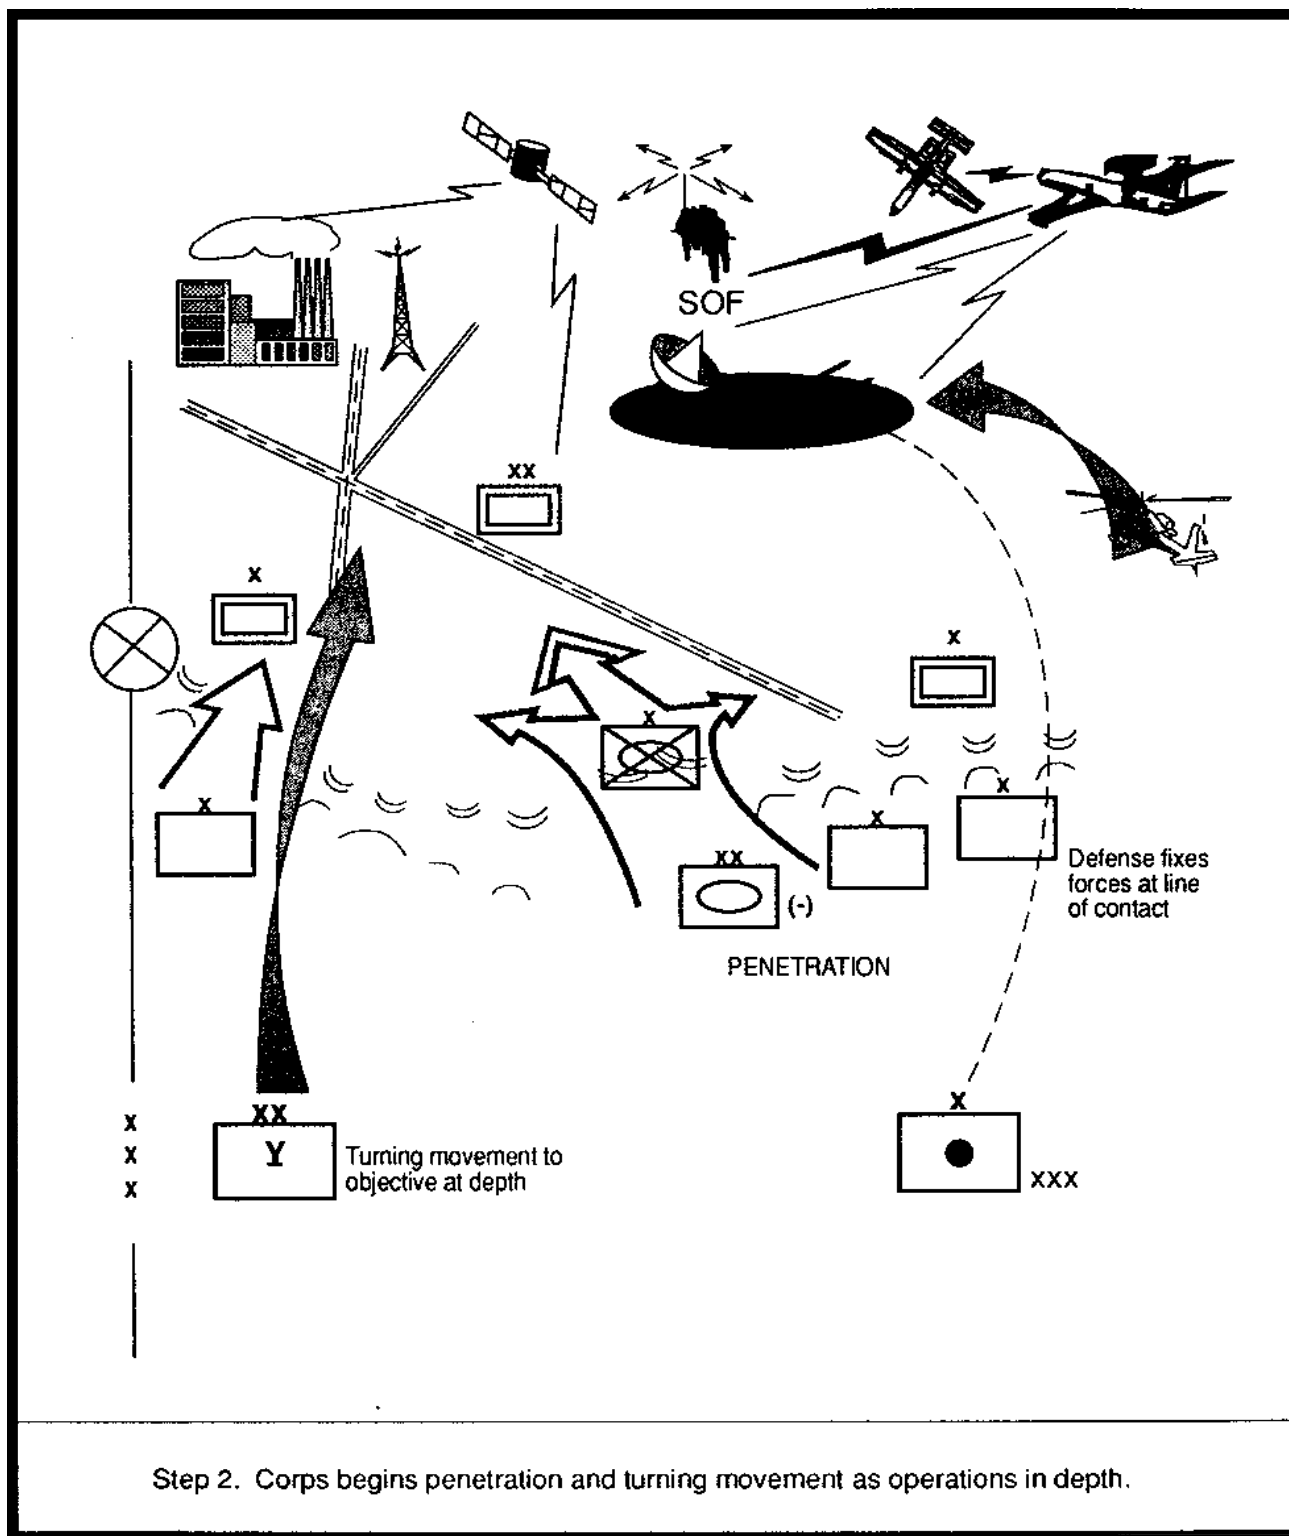 SOF
XX
X
X
X
X
X
X
XX
(-)
Defense fixes
forces at line
of contact
PENETRATION
X
X
X
X
XX
Y
Turning movement to
objective at depth
XXX
Step 2. Corps begins penetration and turning movement as operations in depth.